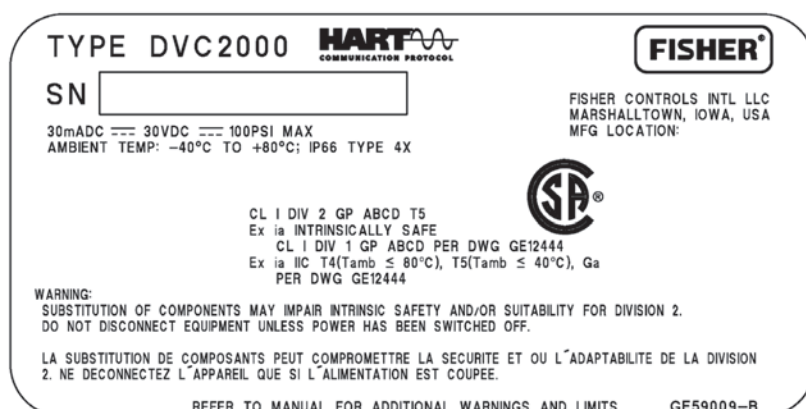 TYPE DVC2000 HART
COMMUNICATION PROTOCOL
FISHER®
SN
FISHER CONTROLS INTL LLC
MARSHALLTOWN, IOWA, USA
MFG LOCATION:
30mADC ⎓ 30VDC ⎓ 100PSI MAX
AMBIENT TEMP: -40°C TO +80°C; IP66 TYPE 4X
SA ®
CL I DIV 2 GP ABCD T5
Ex ia INTRINSICALLY SAFE
CL I DIV 1 GP ABCD PER DWG GE12444
Ex ia IIC T4(Tamb ≤ 80°C), T5(Tamb ≤ 40°C), Ga
PER DWG GE12444
WARNING:
SUBSTITUTION OF COMPONENTS MAY IMPAIR INTRINSIC SAFETY AND/OR SUITABILITY FOR DIVISION 2.
DO NOT DISCONNECT EQUIPMENT UNLESS POWER HAS BEEN SWITCHED OFF.
LA SUBSTITUTION DE COMPOSANTS PEUT COMPROMETTRE LA SECURITE ET OU L´ADAPTABILITE DE LA DIVISION
2. NE DECONNECTEZ L´APPAREIL QUE SI L´ALIMENTATION EST COUPEE.
REFER TO MANUAL FOR ADDITIONAL WARNINGS AND LIMITS GE59009-B